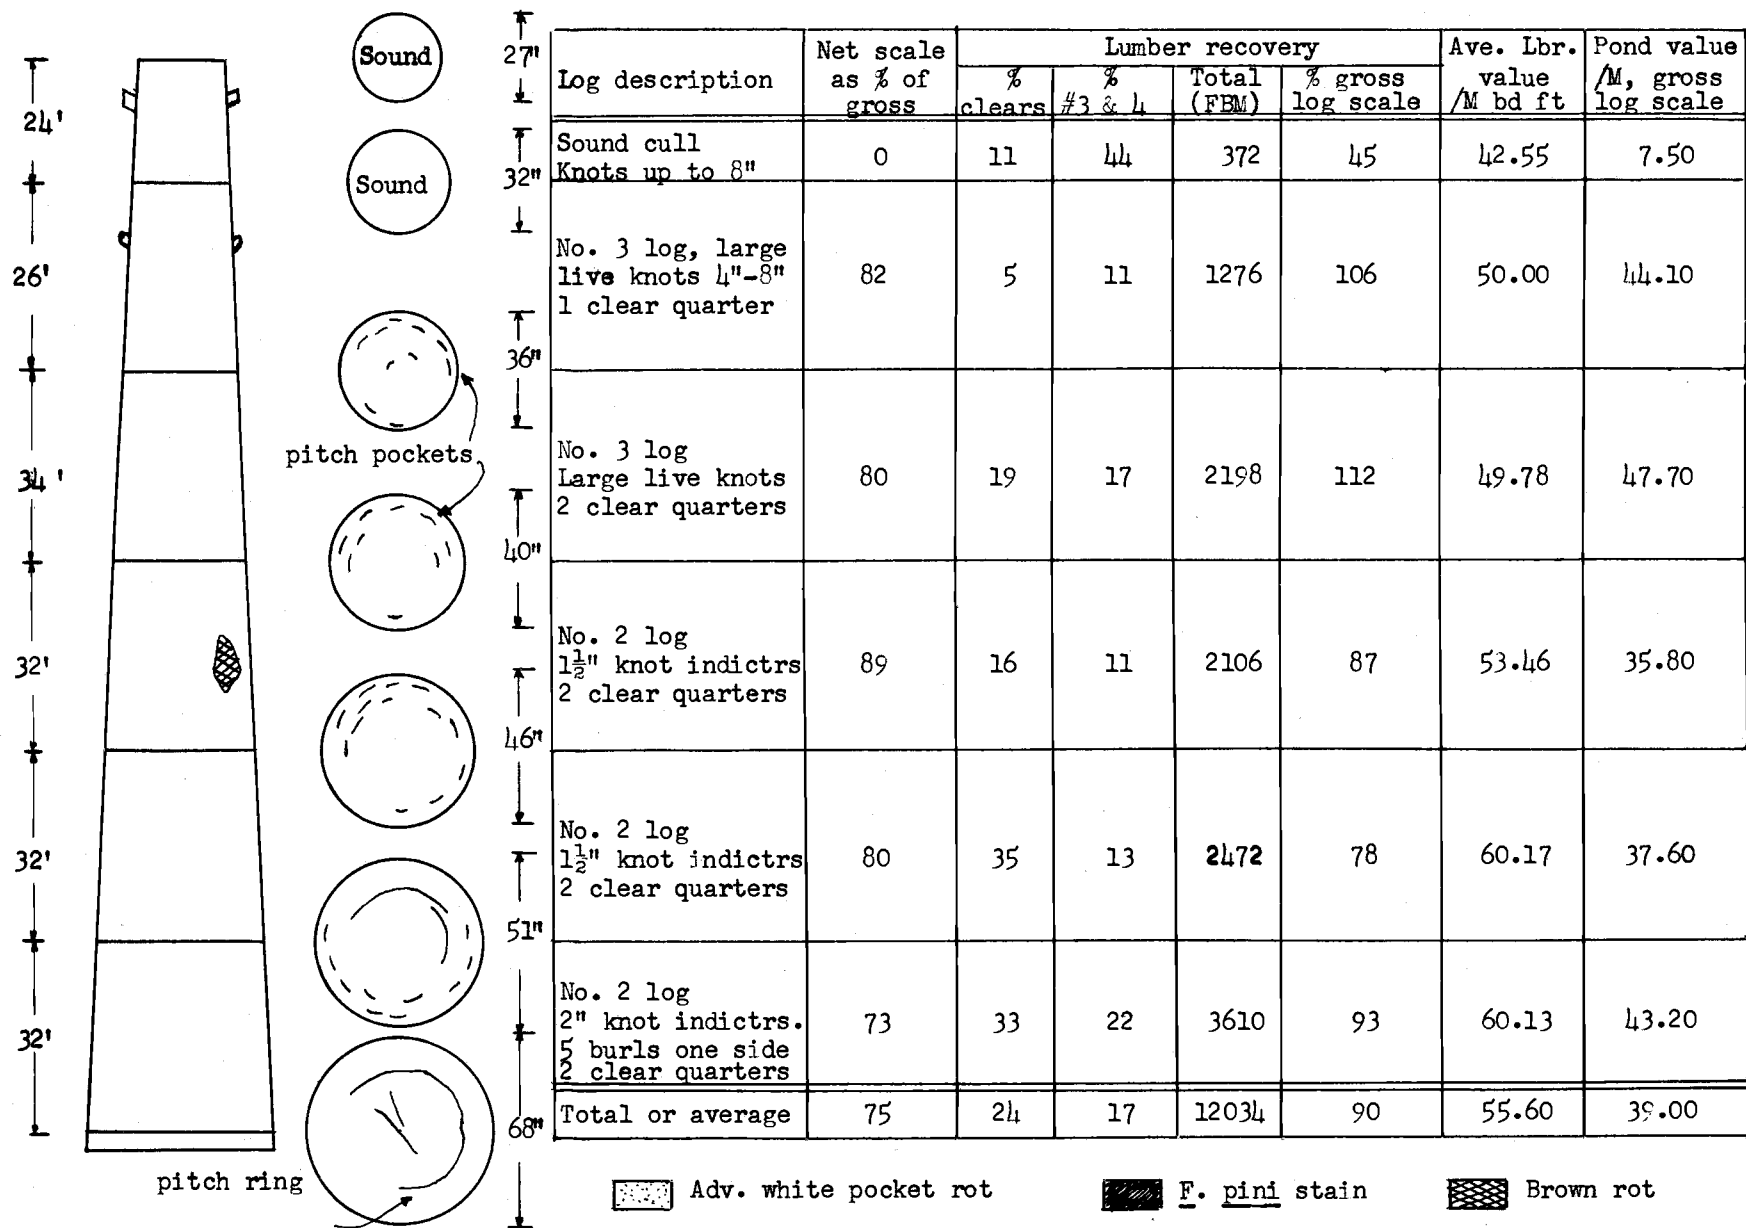 Log description
Net scale
as % of
gross
Lumber recovery
%
clears
%
#3 & 4
Total
(FBM)
% gross
log scale
Ave. Lbr.
value
/M bd ft
Pond value
/M, gross
log scale
Sound cull
Knots up to 8"
0 11 44 372 45 42.55 7.50
No. 3 log, large
live knots 4"-8"
1 clear quarter
82 5 11 1276 106 50.00 44.10
No. 3 log
Large live knots
2 clear quarters
80 19 17 2198 112 49.78 47.70
No. 2 log
1½" knot indictrs
2 clear quarters
89 16 11 2106 87 53.46 35.80
No. 2 log
1½" knot indictrs
2 clear quarters
80 35 13 2472 78 60.17 37.60
No. 2 log
2" knot indictrs.
5 burls one side
2 clear quarters
73 33 22 3610 93 60.13 43.20
Total or average 75 24 17 12034 90 55.60 39.00
24'
26'
34'
32'
32'
32'
Sound
27"
Sound
32"
36"
pitch pockets
40"
46"
51"
68"
pitch ring
Adv. white pocket rot
F. pini stain
Brown rot